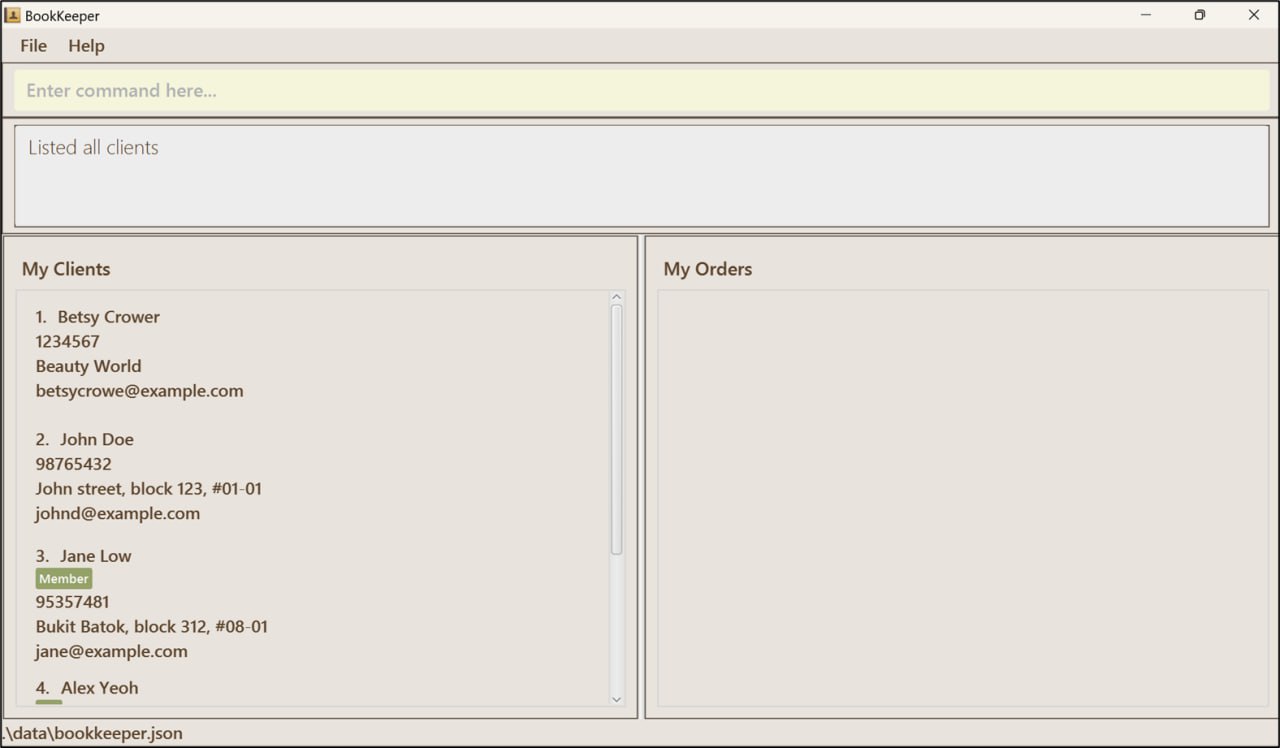 BookKeeper
File Help
Enter command here...
Listed all clients
My Clients
1. Betsy Crower
1234567
Beauty World
betsycrowe@example.com
2. John Doe
98765432
John street, block 123, #01-01
johnd@example.com
3. Jane Low
Member
95357481
Bukit Batok, block 312, #08-01
jane@example.com
4. Alex Yeoh
My Orders
.\data\bookkeeper.json